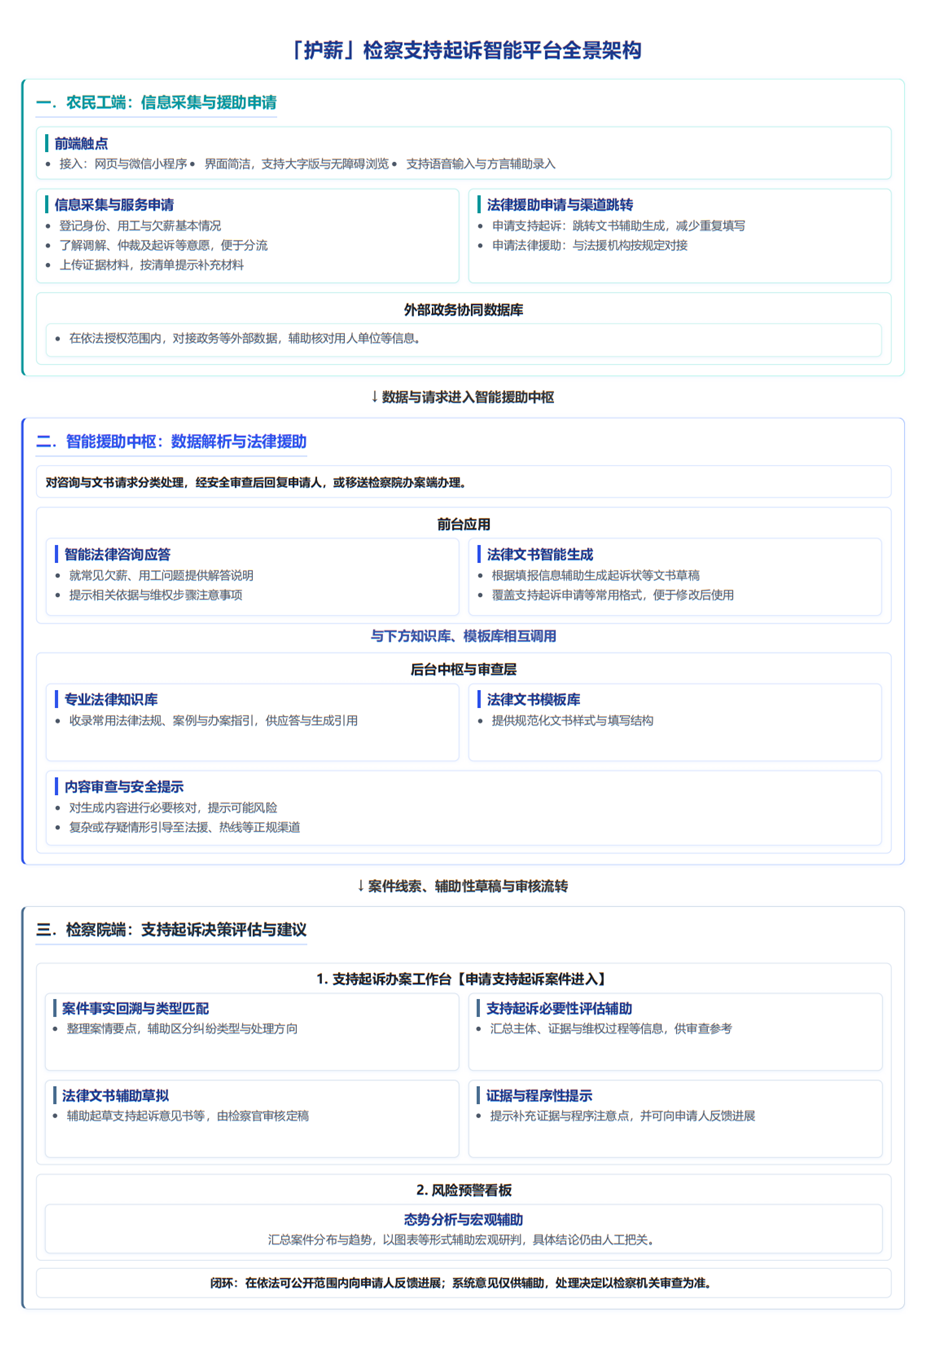 「护薪」检察支持起诉智能平台全景架构
一．农民工端：信息采集与援助申请
前端触点
• 接入：网页与微信小程序 • 界面简洁，支持大字版与无障碍浏览 • 支持语音输入与方言辅助录入
信息采集与服务申请
• 登记身份、用工与欠薪基本情况
• 了解调解、仲裁及起诉等意愿，便于分流
• 上传证据材料，按清单提示补充材料
法律援助申请与渠道跳转
• 申请支持起诉：跳转文书辅助生成，减少重复填写
• 申请法律援助：与法援机构按规定对接
外部政务协同数据库
• 在依法授权范围内，对接政务等外部数据，辅助核对用人单位等信息。
↓ 数据与请求进入智能援助中枢
二．智能援助中枢：数据解析与法律援助
对咨询与文书请求分类处理，经安全审查后回复申请人，或移送检察院办案端办理。
前台应用
智能法律咨询应答
• 就常见欠薪、用工问题提供解答说明
• 提示相关依据与维权步骤注意事项
法律文书智能生成
• 根据填报信息辅助生成起诉状等文书草稿
• 覆盖支持起诉申请等常用格式，便于修改后使用
与下方知识库、模板库相互调用
后台中枢与审查层
专业法律知识库
• 收录常用法律法规、案例与办案指引，供应答与生成引用
法律文书模板库
• 提供规范化文书样式与填写结构
内容审查与安全提示
• 对生成内容进行必要核对，提示可能风险
• 复杂或存疑情形引导至法援、热线等正规渠道
↓ 案件线索、辅助性草稿与审核流转
三．检察院端：支持起诉决策评估与建议
1. 支持起诉办案工作台【申请支持起诉案件进入】
案件事实回溯与类型匹配
• 整理案情要点，辅助区分纠纷类型与处理方向
支持起诉必要性评估辅助
• 汇总主体、证据与维权过程等信息，供审查参考
法律文书辅助草拟
• 辅助起草支持起诉意见书等，由检察官审核定稿
证据与程序性提示
• 提示补充证据与程序注意点，并可向申请人反馈进展
2. 风险预警看板
态势分析与宏观辅助
汇总案件分布与趋势，以图表等形式辅助宏观研判，具体结论仍由人工把关。
闭环：在依法可公开范围内向申请人反馈进展；系统意见仅供辅助，处理决定以检察机关审查为准。